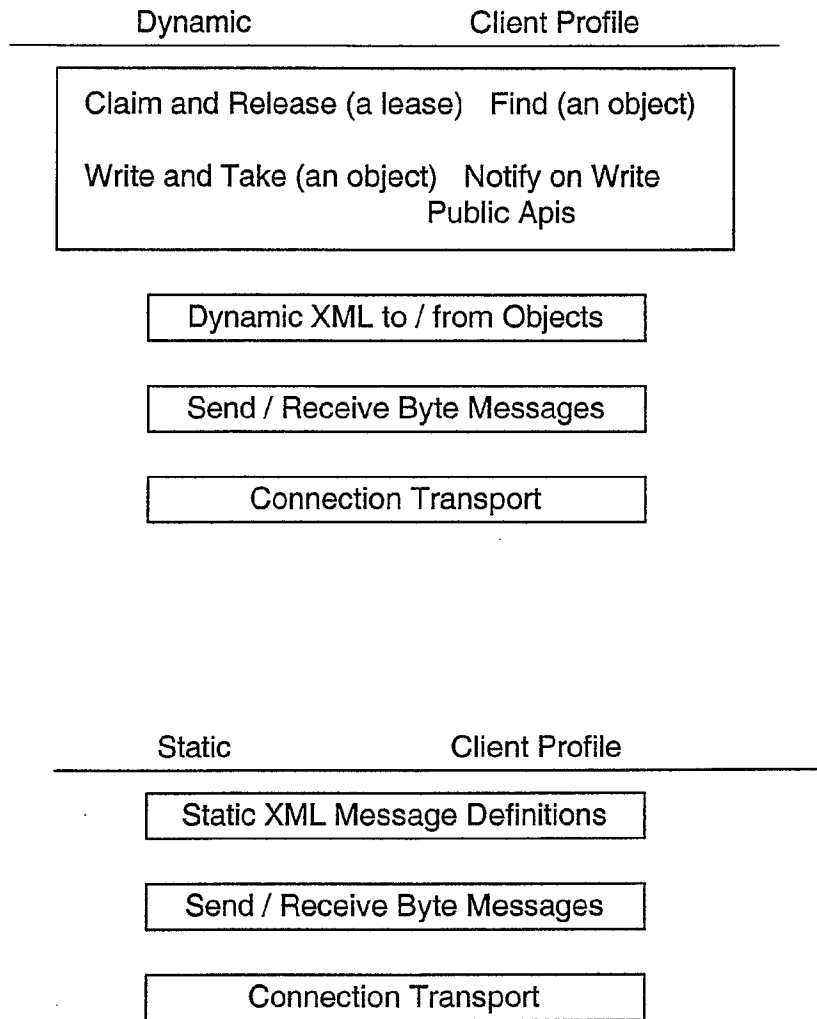 Dynamic Client Profile
Claim and Release (a lease) Find (an object)
Write and Take (an object) Notify on Write
Public Apis
Dynamic XML to / from Objects
Send / Receive Byte Messages
Connection Transport
Static Client Profile
Static XML Message Definitions
Send / Receive Byte Messages
Connection Transport